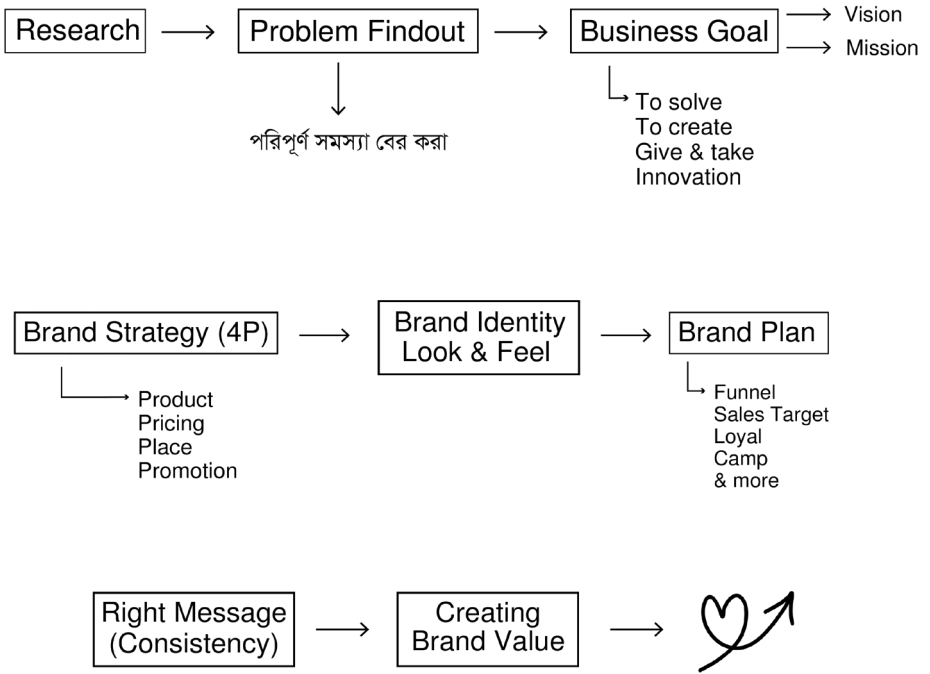 Research
Problem Findout
Business Goal
Vision
Mission
পরিপূর্ণ সমস্যা বের করা
To solve
To create
Give & take
Innovation
Brand Strategy (4P)
Brand Identity
Look & Feel
Brand Plan
Product
Pricing
Place
Promotion
Funnel
Sales Target
Loyal
Camp
& more
Right Message
(Consistency)
Creating
Brand Value